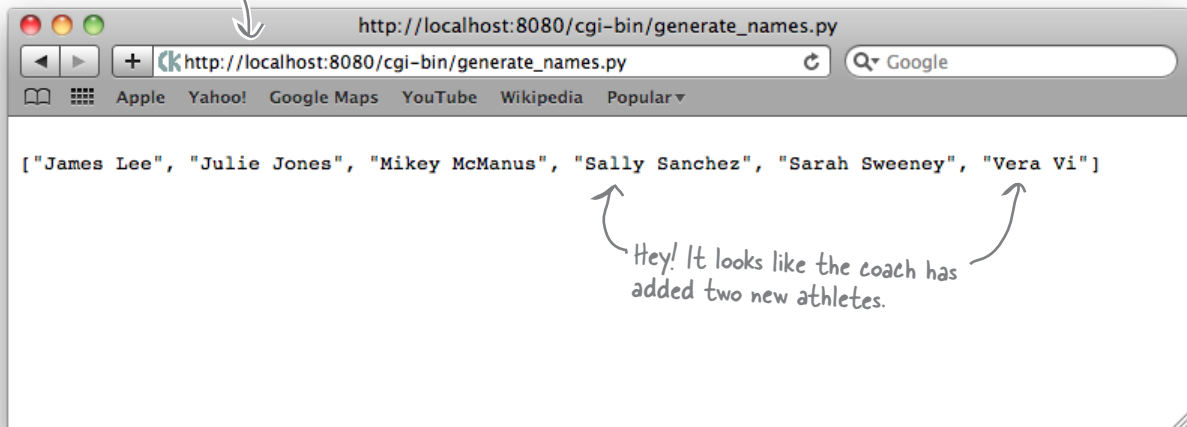 http://localhost:8080/cgi-bin/generate_names.py
+ CK http://localhost:8080/cgi-bin/generate_names.py Google
Apple Yahoo! Google Maps YouTube Wikipedia Popular
["James Lee", "Julie Jones", "Mikey McManus", "Sally Sanchez", "Sarah Sweeney", "Vera Vi"]
Hey! It looks like the coach has
added two new athletes.